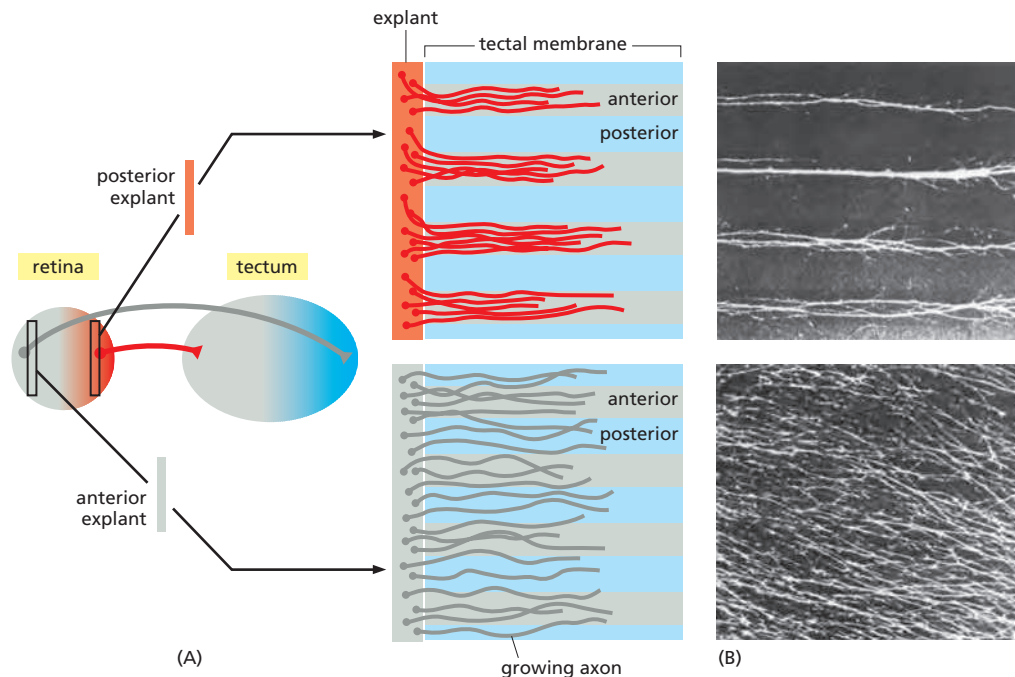 explant
tectal membrane
anterior
posterior
posterior
explant
retina
tectum
anterior
posterior
anterior
explant
growing axon
(A)
(B)